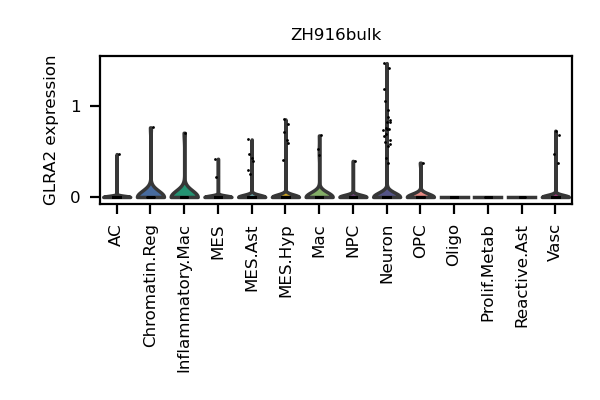 ZH916bulk
GLRA2 expression
1
0
AC
Chromatin.Reg
Inflammatory.Mac
MES
MES.Ast
MES.Hyp
Mac
NPC
Neuron
OPC
Oligo
Prolif.Metab
Reactive.Ast
Vasc